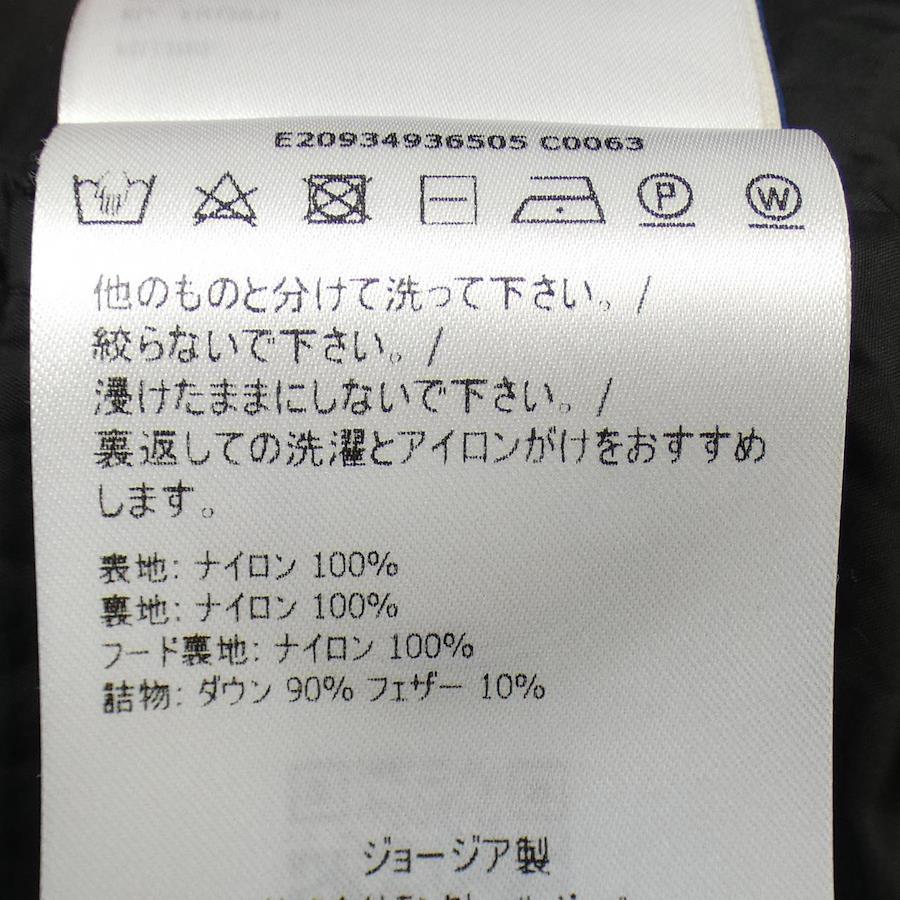 E20934936505 C0063
P W
他のものと分けて洗って下さい。/
絞らないで下さい。/
浸けたままにしないで下さい。/
裏返しての洗濯とアイロンがけをおすすめ
します。
表地: ナイロン 100%
裏地: ナイロン 100%
フード裏地: ナイロン 100%
詰物: ダウン 90% フェザー 10%
ジョージア製